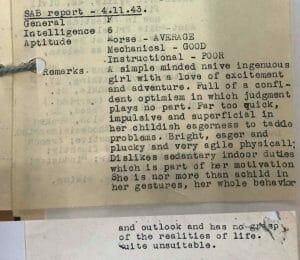 SAB report - 4.11.43.
General F
Intelligence 6
Aptitude Morse - AVERAGE
Mechanical - GOOD
Instructional - POOR
Remarks. A simple minded naive ingenuous
girl with a love of excitement
and adventure. Full of a confi-
dent optimism in which judgment
plays no part. Far too quick,
impulsive and superficial in
her childish eagerness to tackle
problems. Bright, eager and
plucky and very agile physically.
Dislikes sedantary indoor duties
which is part of her motivation
She is nor more than achild in
her gestures, her whole behavior
and outlook and has no grasp
of the realities of life.
Quite unsuitable.